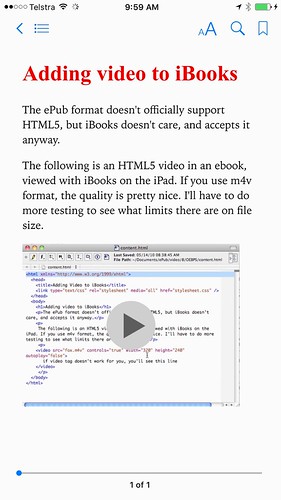 Telstra 9:59 AM
AA
Adding video to iBooks
The ePub format doesn't officially support
HTML5, but iBooks doesn't care, and accepts it
anyway.
The following is an HTML5 video in an ebook,
viewed with iBooks on the iPad. If you use m4v
format, the quality is pretty nice. I'll have to do
more testing to see what limits there are on file
size.
content.html
Last Saved: 05/14/10 08:38:45 AM
File Path: ~/Documents/ePub/video/B/OEBPS/content.html
content.html
<html xmlns="http://www.w3.org/1999/xhtml">
<head>
<title>Adding Video to iBooks</title>
<link type="text/css" rel="stylesheet" media="all" href="stylesheet.css" />
</head>
<body>
<h1>Adding video to iBooks</h1>
<p>The ePub format doesn't off
HTML5, but iBooks doesn't
care, and accepts it anyway.</p>
<p>
The following is an HTML5 vi
wed with iBooks on the
iPad. If you use m4v format, the quality is pretty nice. I'll have to do more
testing to see what limits there are
</p>
<video src="fox.m4v" controls="true" width="320" height="240"
autoplay="false">
if video tag doesn't work for you, you'll see this line
</video>
</p>
</body>
</html>
1 of 1